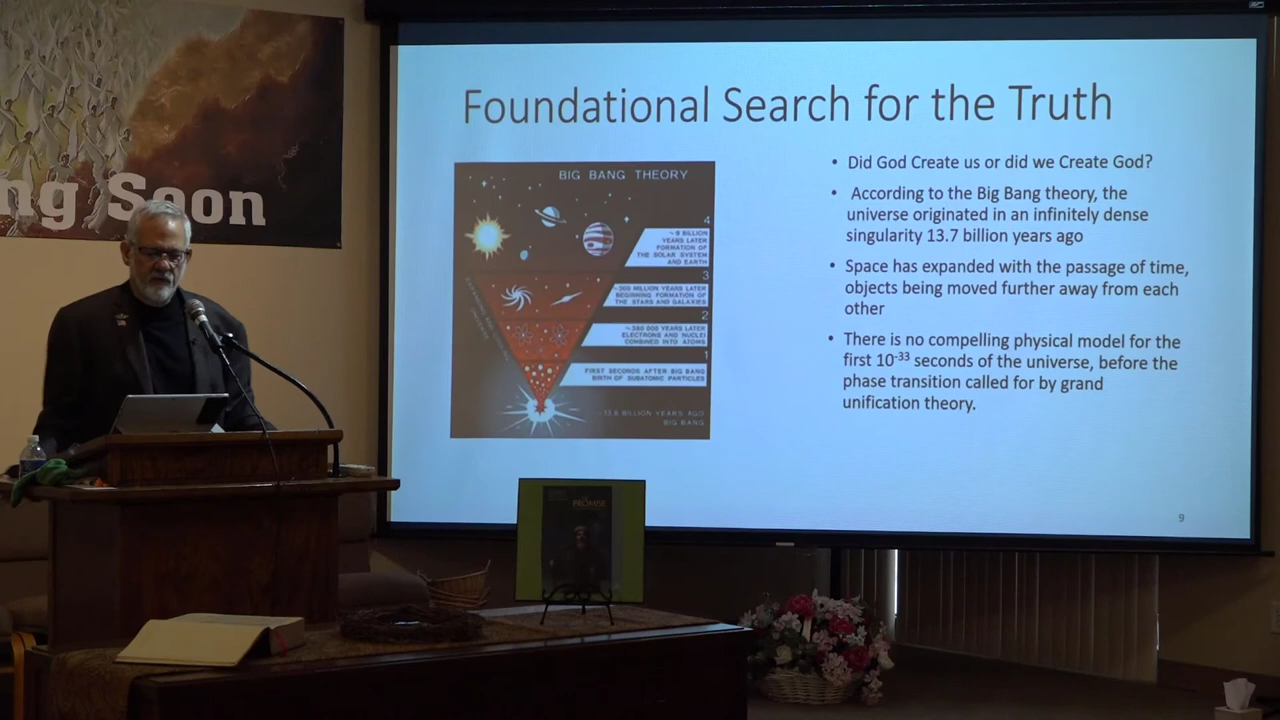 ng Soon
Foundational Search for the Truth
BIG BANG THEORY
4
~ 9 BILLION
YEARS LATER
FORMATION OF
THE SOLAR SYSTEM
AND EARTH
3
~300 MILLION YEARS LATER
BEGINNING FORMATION OF
THE STARS AND GALAXIES
2
~380 000 YEARS LATER
ELECTRONS AND NUCLEI
COMBINED INTO ATOMS
1
FIRST SECONDS AFTER BIG BANG
BIRTH OF SUBATOMIC PARTICLES
~13.8 BILLION YEARS AGO
BIG BANG
• Did God Create us or did we Create God?
• According to the Big Bang theory, the
universe originated in an infinitely dense
singularity 13.7 billion years ago
• Space has expanded with the passage of time,
objects being moved further away from each
other
• There is no compelling physical model for the
first 10⁻³³ seconds of the universe, before the
phase transition called for by grand
unification theory.
9
PROMISE